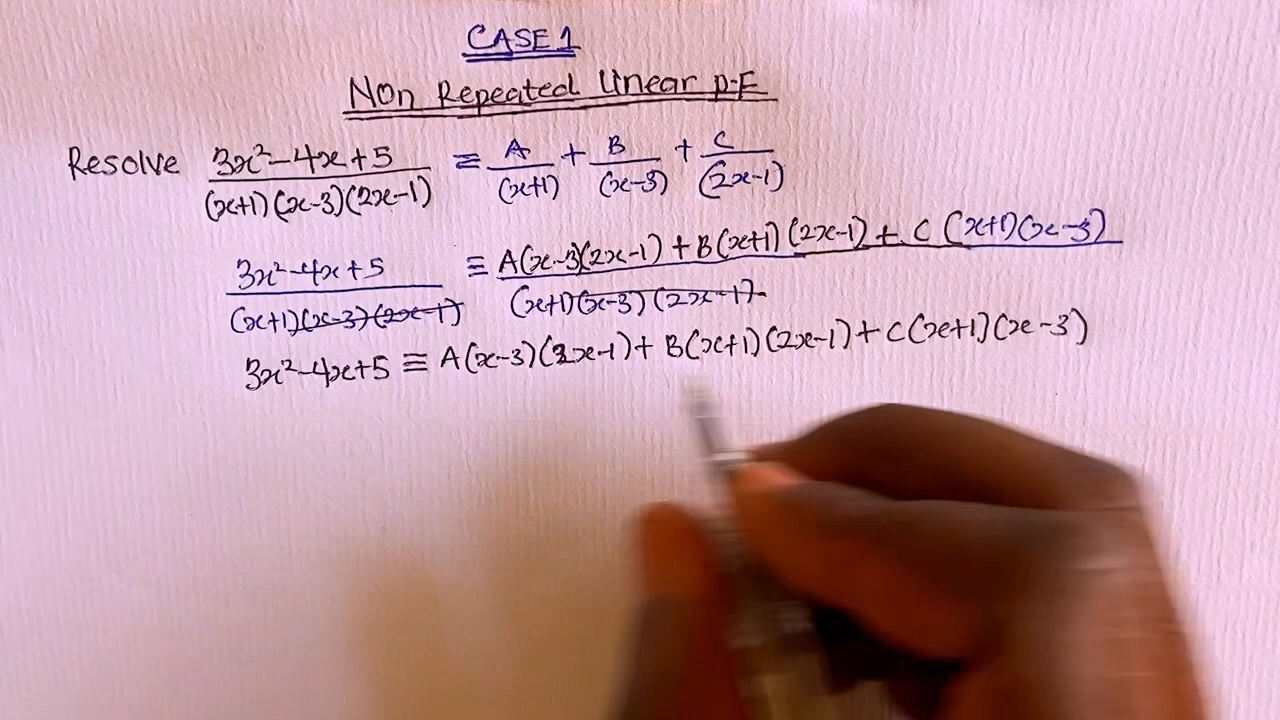 CASE 1
Non Repeated Linear P.F
Resolve (3x²-4x+5)/((x+1)(x-3)(2x-1)) ≡ A/(x+1) + B/(x-3) + C/(2x-1)
(3x²-4x+5)/((x+1)(x-3)(2x-1)) ≡ (A(x-3)(2x-1) + B(x+1)(2x-1) + C(x+1)(x-3))/((x+1)(x-3)(2x-1))
3x²-4x+5 ≡ A(x-3)(2x-1) + B(x+1)(2x-1) + C(x+1)(x-3)